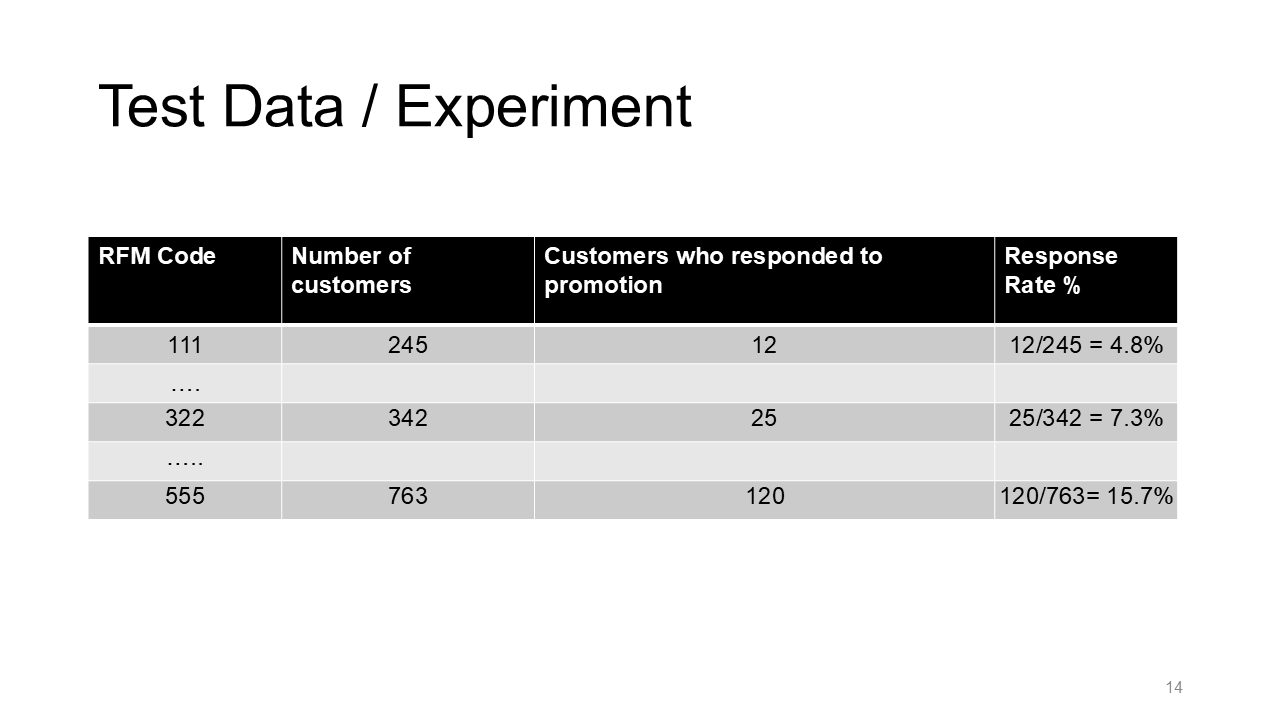 Test Data / Experiment
RFM Code
Number of
customers
Customers who responded to
promotion
Response
Rate %
111 245 12 12/245 = 4.8%
….
322 342 25 25/342 = 7.3%
…..
555 763 120 120/763= 15.7%
14